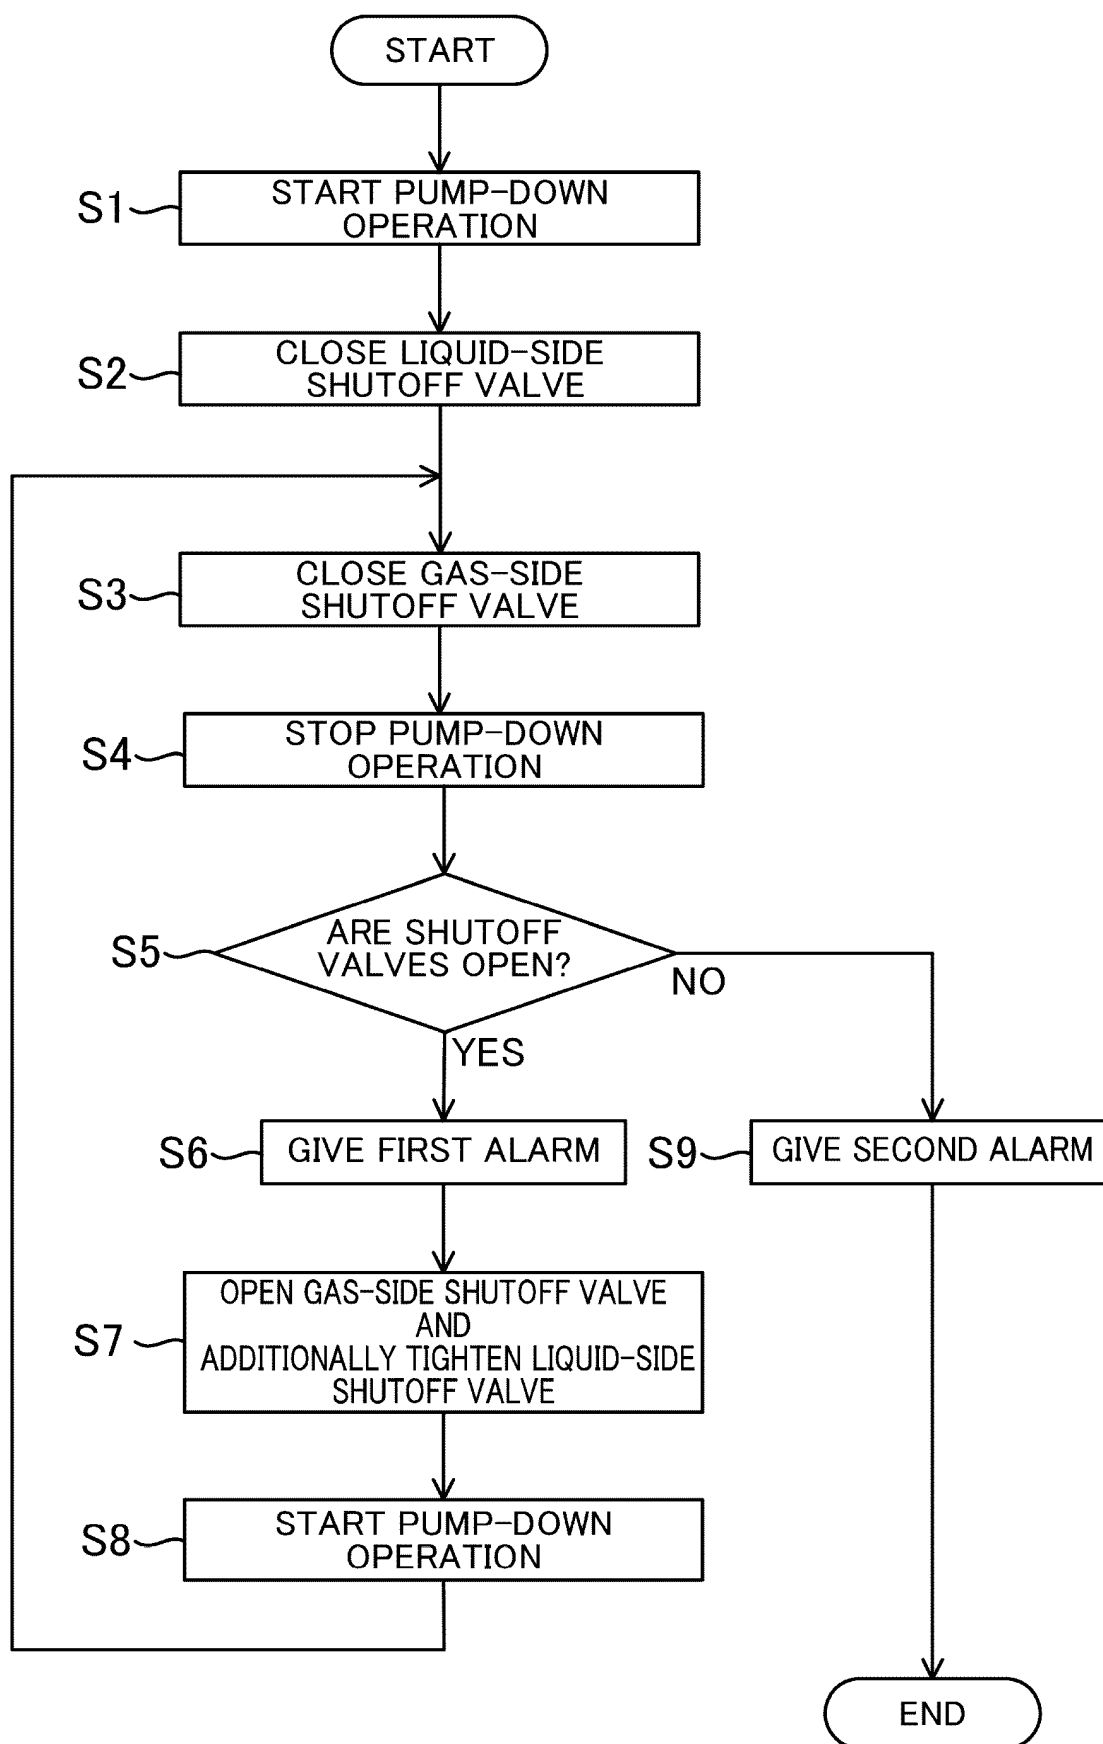 START
S1
START PUMP-DOWN
OPERATION
S2
CLOSE LIQUID-SIDE
SHUTOFF VALVE
S3
CLOSE GAS-SIDE
SHUTOFF VALVE
S4
STOP PUMP-DOWN
OPERATION
S5
ARE SHUTOFF
VALVES OPEN?
NO
YES
S6
GIVE FIRST ALARM
S9
GIVE SECOND ALARM
S7
OPEN GAS-SIDE SHUTOFF VALVE
AND
ADDITIONALLY TIGHTEN LIQUID-SIDE
SHUTOFF VALVE
S8
START PUMP-DOWN
OPERATION
END